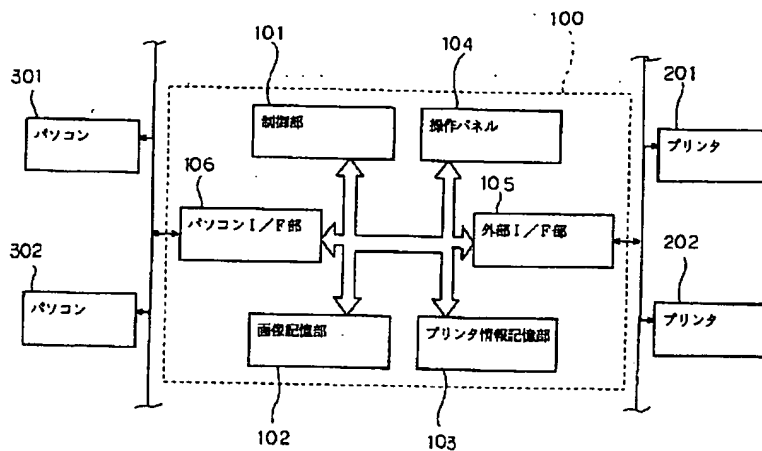 100
101
104
301
201
パソコン
制御部
操作パネル
プリンタ
106
105
パソコンI/F部
外部I/F部
302
202
パソコン
画像記憶部
プリンタ情報記憶部
プリンタ
102
103